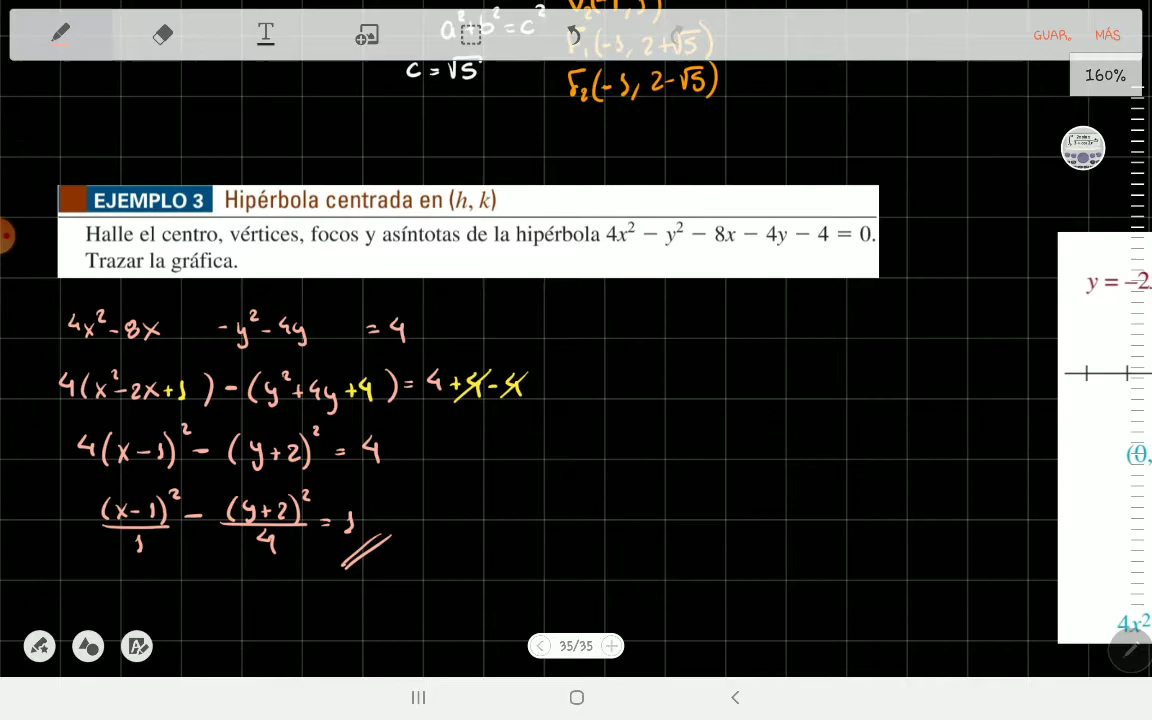 a² + b² = c²
GUAR.
MÁS
F₁(-1, 2+√5)
c = √5
F₂(-1, 2-√5)
160%
EJEMPLO 3 Hipérbola centrada en (h, k)
Halle el centro, vértices, focos y asíntotas de la hipérbola 4x² − y² − 8x − 4y − 4 = 0.
Trazar la gráfica.
y = −2
4x² - 8x - y² - 4y = 4
4(x² - 2x + 1) - (y² + 4y + 4) = 4 + 4 - 4
4(x - 1)² - (y + 2)² = 4
(0,
(x-1)²/1 - (y+2)²/4 = 1
4x²
35/35